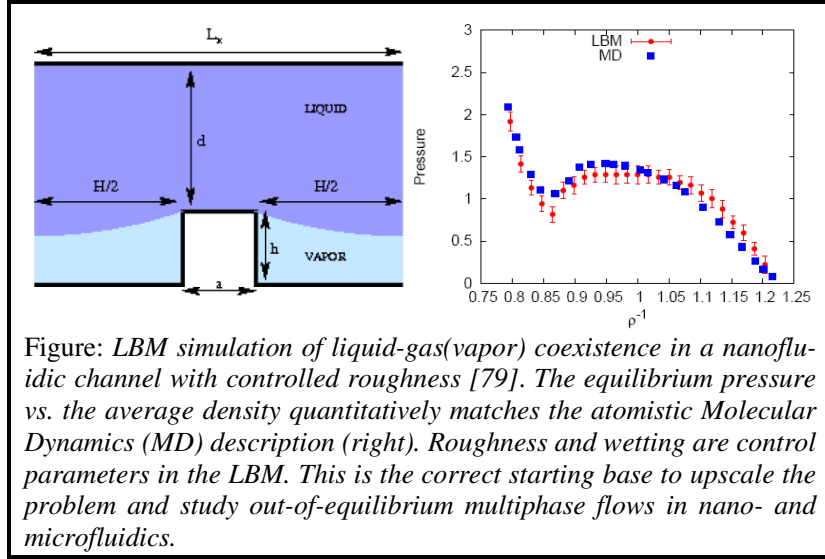 Lx
LIQUID
d
H/2
H/2
h
VAPOR
a
LBM
MD
Pressure
3
2.5
2
1.5
1
0.5
0
0.75 0.8 0.85 0.9 0.95 1 1.05 1.1 1.15 1.2 1.25
ρ⁻¹
Figure: LBM simulation of liquid-gas(vapor) coexistence in a nanoflu-
idic channel with controlled roughness [79]. The equilibrium pressure
vs. the average density quantitatively matches the atomistic Molecular
Dynamics (MD) description (right). Roughness and wetting are control
parameters in the LBM. This is the correct starting base to upscale the
problem and study out-of-equilibrium multiphase flows in nano- and
microfluidics.